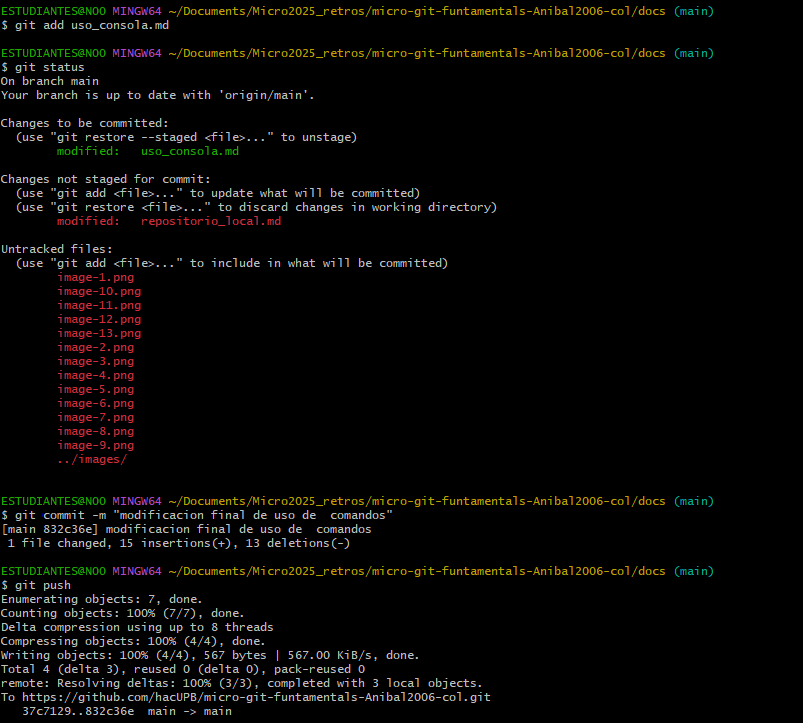 ESTUDIANTES@NOO MINGW64 ~/Documents/Micro2025_retros/micro-git-funtamentals-Anibal2006-col/docs (main)
$ git add uso_consola.md
ESTUDIANTES@NOO MINGW64 ~/Documents/Micro2025_retros/micro-git-funtamentals-Anibal2006-col/docs (main)
$ git status
On branch main
Your branch is up to date with 'origin/main'.
Changes to be committed:
  (use "git restore --staged <file>..." to unstage)
        modified:   uso_consola.md
Changes not staged for commit:
  (use "git add <file>..." to update what will be committed)
  (use "git restore <file>..." to discard changes in working directory)
        modified:   repositorio_local.md
Untracked files:
  (use "git add <file>..." to include in what will be committed)
        image-1.png
        image-10.png
        image-11.png
        image-12.png
        image-13.png
        image-2.png
        image-3.png
        image-4.png
        image-5.png
        image-6.png
        image-7.png
        image-8.png
        image-9.png
        ../images/
ESTUDIANTES@NOO MINGW64 ~/Documents/Micro2025_retros/micro-git-funtamentals-Anibal2006-col/docs (main)
$ git commit -m "modificacion final de uso de  comandos"
[main 832c36e] modificacion final de uso de  comandos
 1 file changed, 15 insertions(+), 13 deletions(-)
ESTUDIANTES@NOO MINGW64 ~/Documents/Micro2025_retros/micro-git-funtamentals-Anibal2006-col/docs (main)
$ git push
Enumerating objects: 7, done.
Counting objects: 100% (7/7), done.
Delta compression using up to 8 threads
Compressing objects: 100% (4/4), done.
Writing objects: 100% (4/4), 567 bytes | 567.00 KiB/s, done.
Total 4 (delta 3), reused 0 (delta 0), pack-reused 0
remote: Resolving deltas: 100% (3/3), completed with 3 local objects.
To https://github.com/hacUPB/micro-git-funtamentals-Anibal2006-col.git
   37c7129..832c36e  main -> main